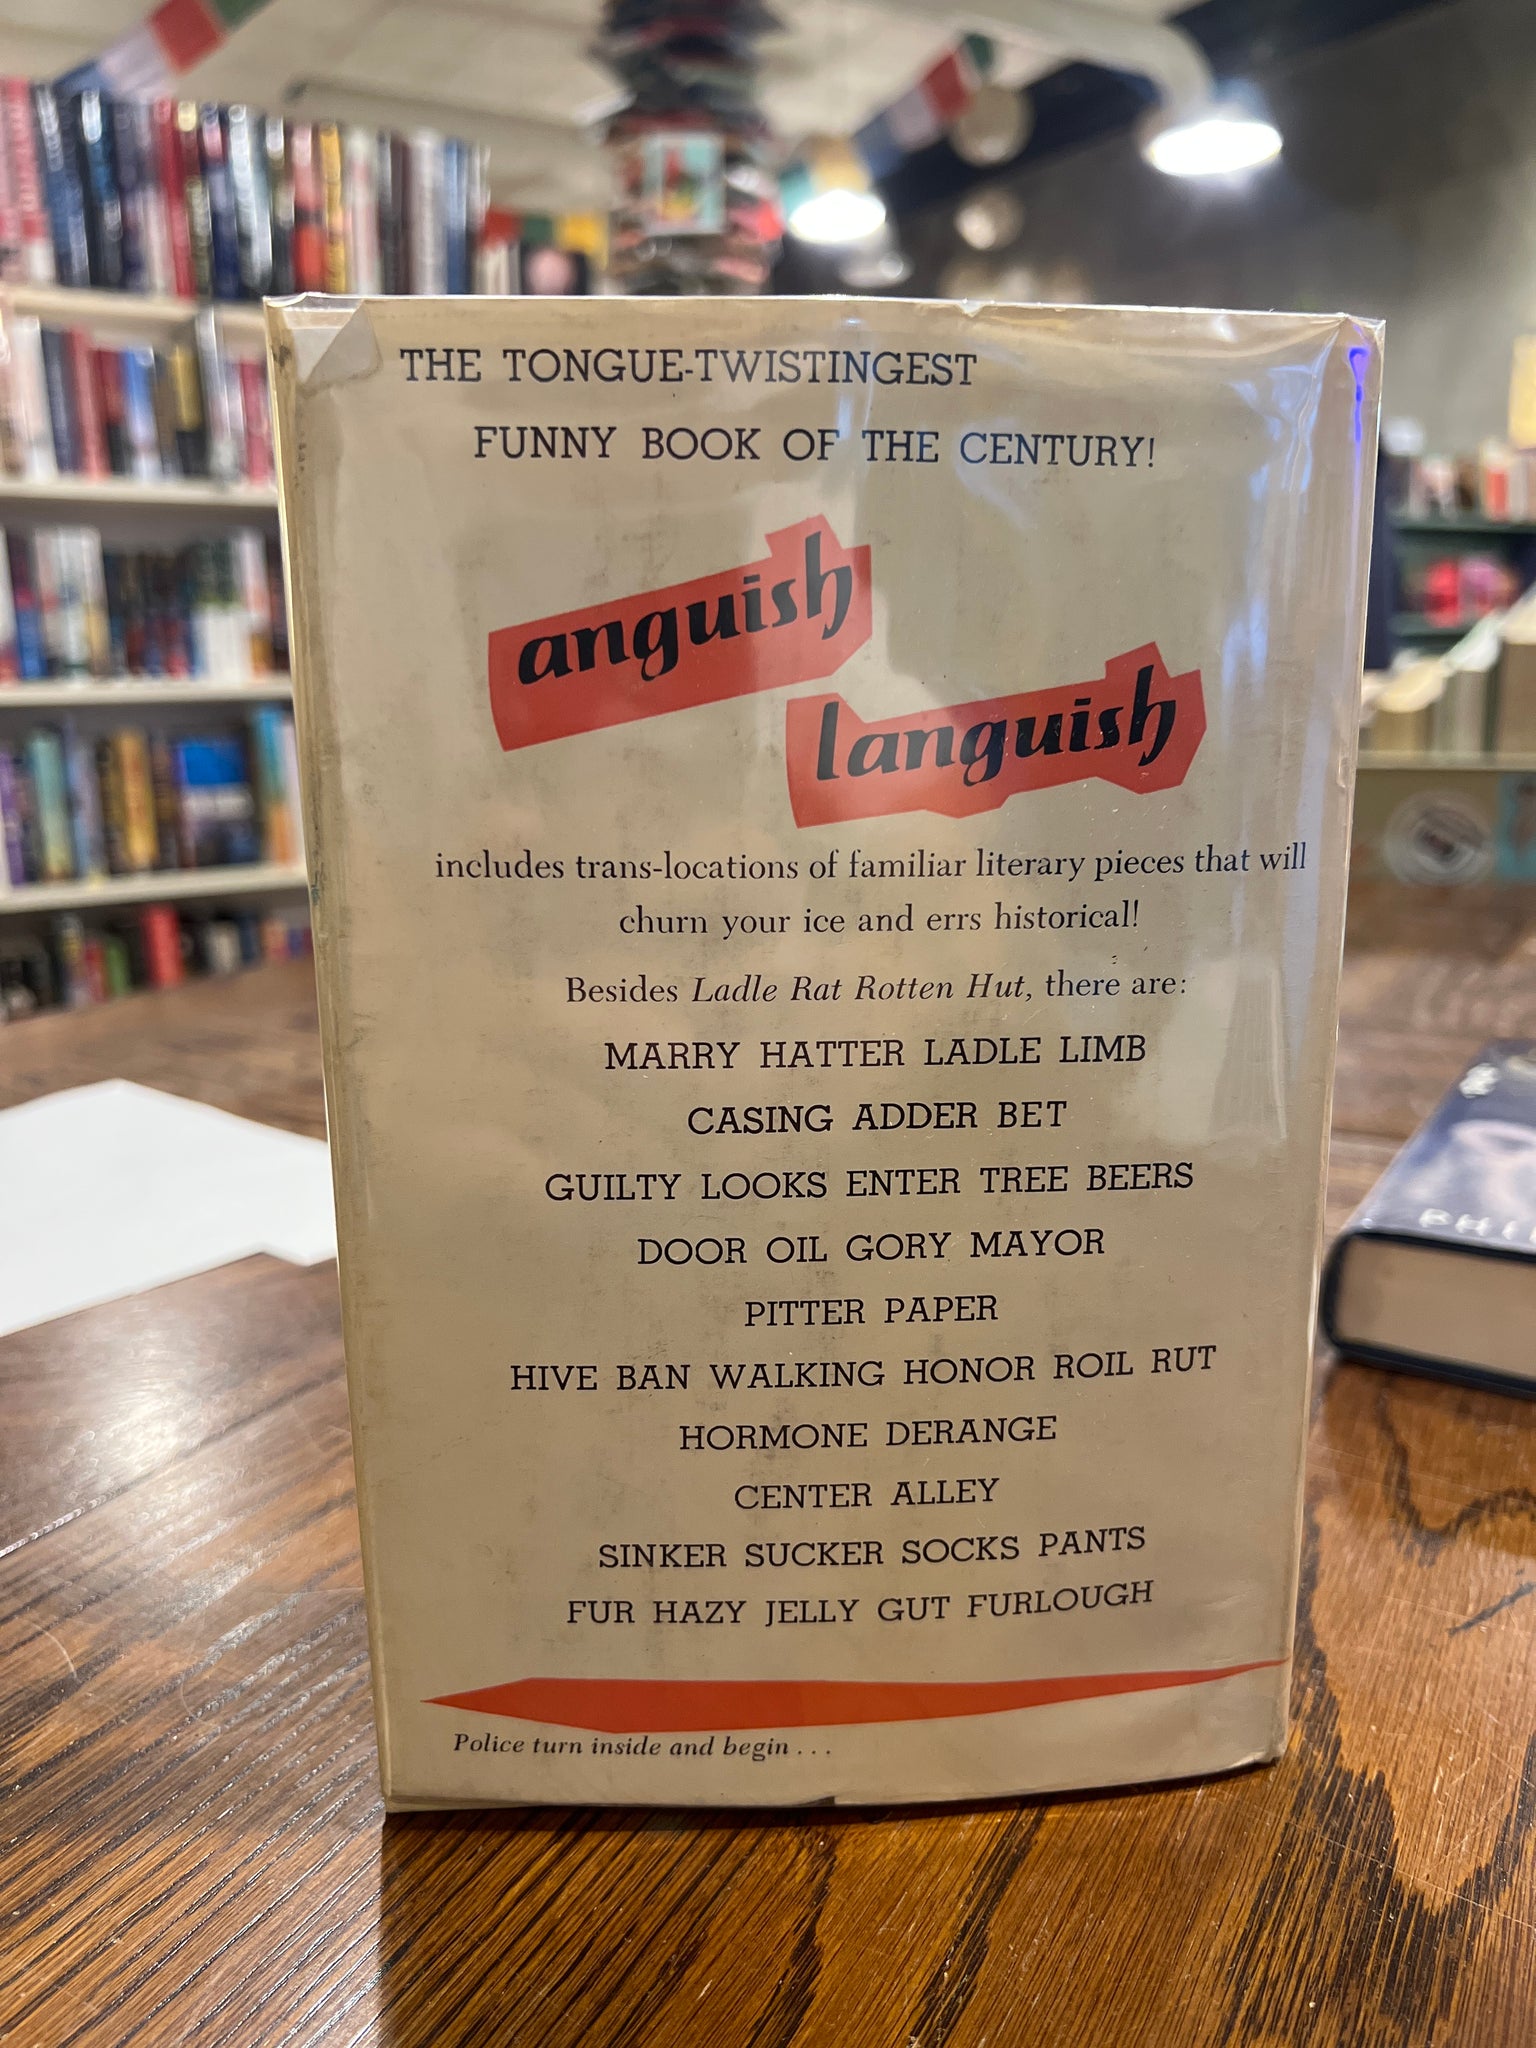 THE TONGUE-TWISTINGEST
FUNNY BOOK OF THE CENTURY!
anguish
languish
includes trans-locations of familiar literary pieces that will
churn your ice and errs historical!
Besides Ladle Rat Rotten Hut, there are:
MARRY HATTER LADLE LIMB
CASING ADDER BET
GUILTY LOOKS ENTER TREE BEERS
DOOR OIL GORY MAYOR
PITTER PAPER
HIVE BAN WALKING HONOR ROIL RUT
HORMONE DERANGE
CENTER ALLEY
SINKER SUCKER SOCKS PANTS
FUR HAZY JELLY GUT FURLOUGH
Police turn inside and begin . . .